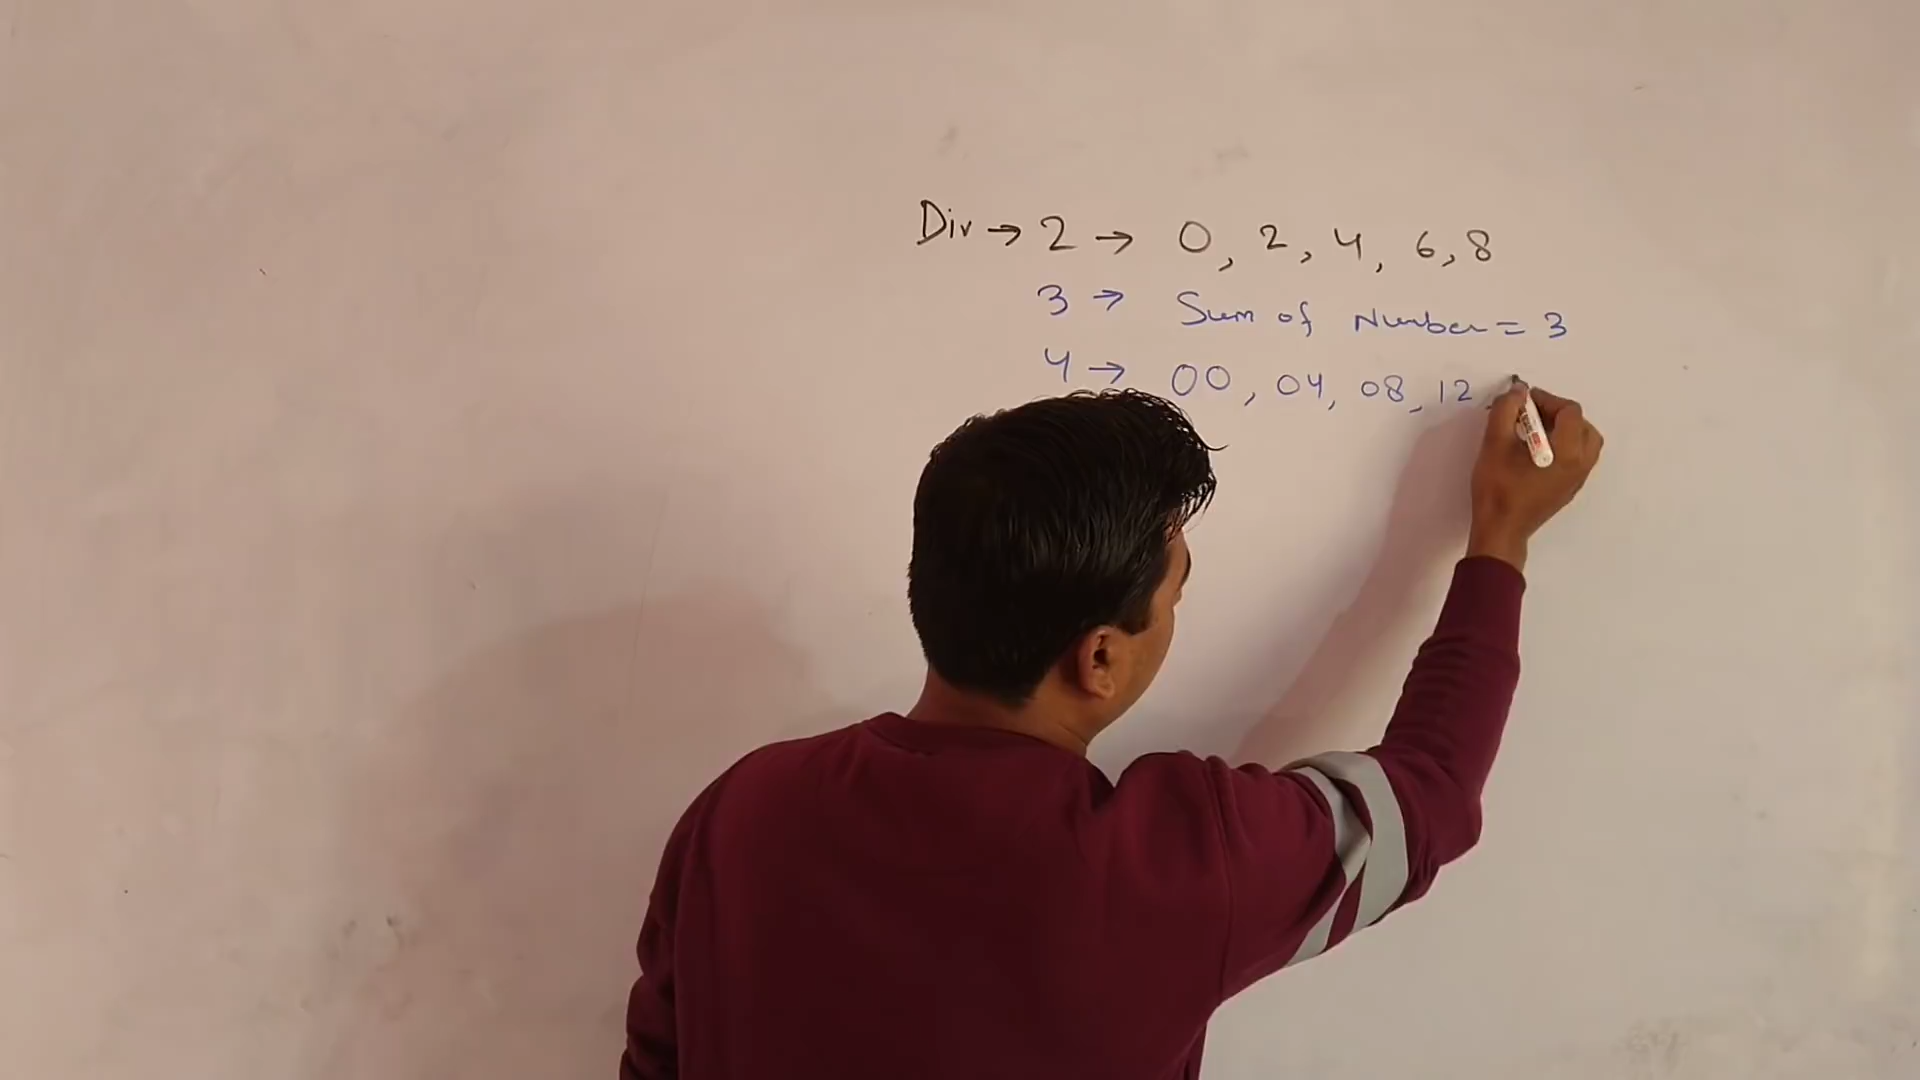 Div → 2 → 0, 2, 4, 6, 8
3 → Sum of Number = 3
4 → 00, 04, 08, 12,